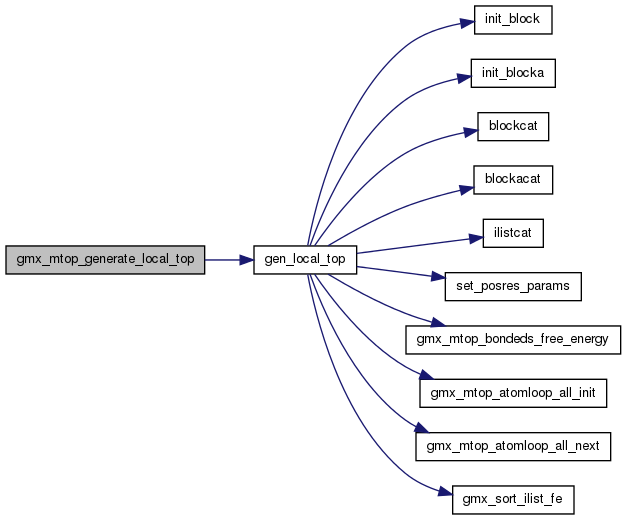 init_block
init_blocka
blockcat
blockacat
ilistcat
gmx_mtop_generate_local_top
gen_local_top
set_posres_params
gmx_mtop_bondeds_free_energy
gmx_mtop_atomloop_all_init
gmx_mtop_atomloop_all_next
gmx_sort_ilist_fe